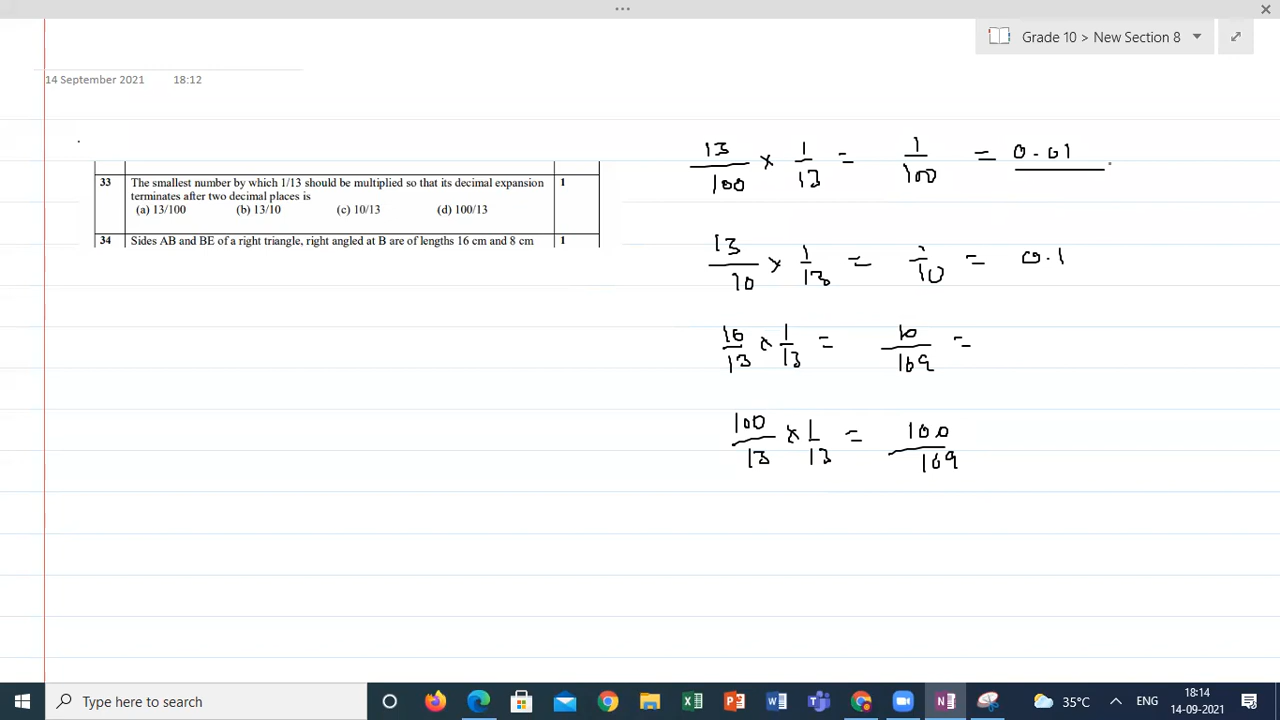 Grade 10 > New Section 8
14 September 2021 18:12
33 The smallest number by which 1/13 should be multiplied so that its decimal expansion 1
terminates after two decimal places is
(a) 13/100 (b) 13/10 (c) 10/13 (d) 100/13
34 Sides AB and BE of a right triangle, right angled at B are of lengths 16 cm and 8 cm 1
13/100 × 1/13 = 1/100 = 0.01
13/10 × 1/13 = 1/10 = 0.1
10/13 × 1/13 = 10/169 =
100/13 × 1/13 = 100/169
Type here to search
35°C ENG 18:14
14-09-2021